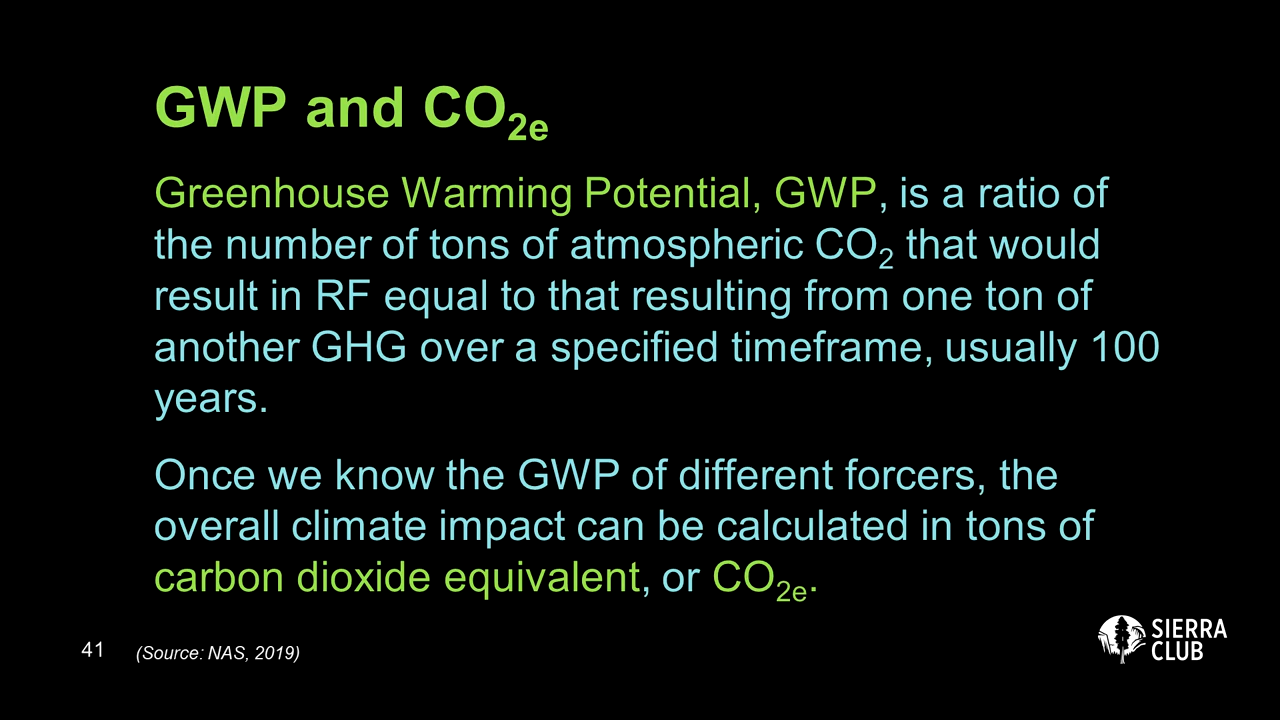 GWP and CO2e
Greenhouse Warming Potential, GWP, is a ratio of
the number of tons of atmospheric CO2 that would
result in RF equal to that resulting from one ton of
another GHG over a specified timeframe, usually 100
years.
Once we know the GWP of different forcers, the
overall climate impact can be calculated in tons of
carbon dioxide equivalent, or CO2e.
41
(Source: NAS, 2019)
SIERRA
CLUB